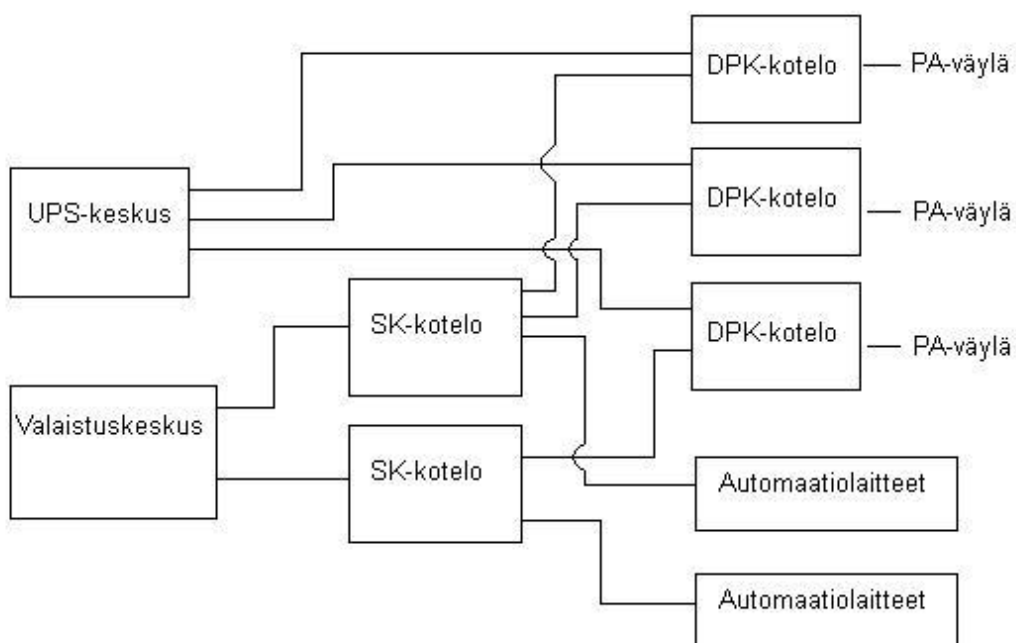 DPK-kotelo
PA-väylä
UPS-keskus
DPK-kotelo
PA-väylä
SK-kotelo
DPK-kotelo
PA-väylä
Valaistuskeskus
SK-kotelo
Automaatiolaitteet
Automaatiolaitteet